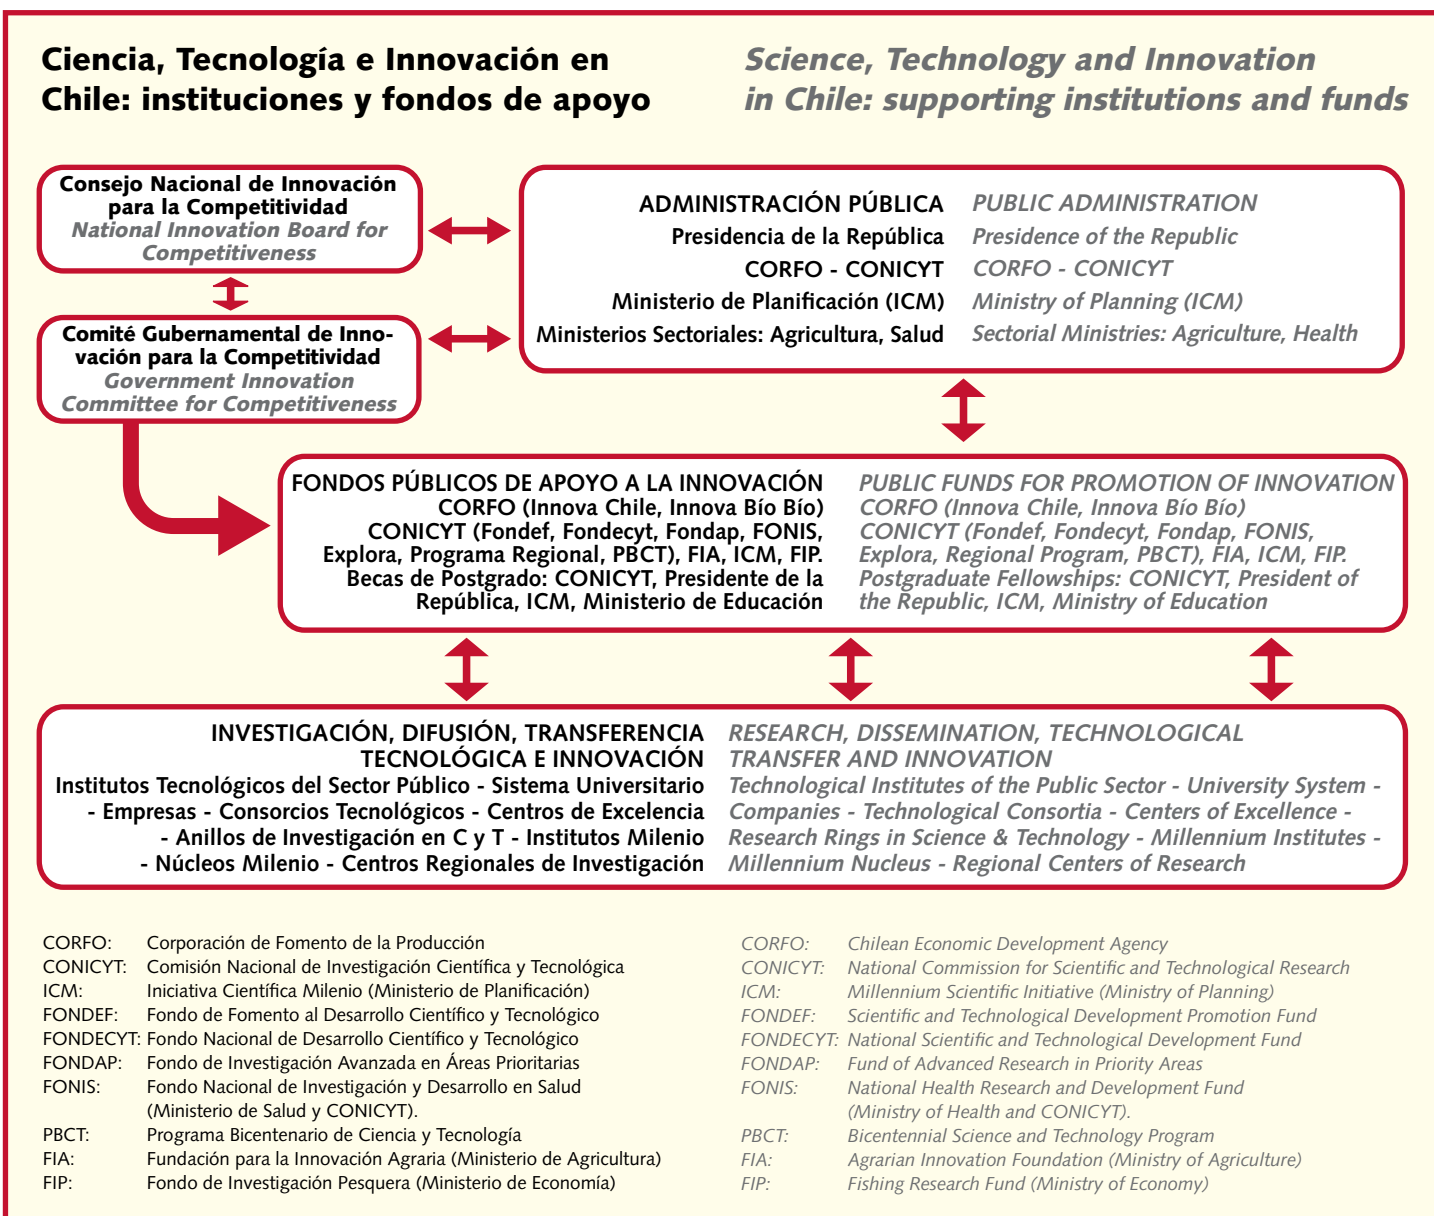 Ciencia, Tecnología e Innovación en
Chile: instituciones y fondos de apoyo
Science, Technology and Innovation
in Chile: supporting institutions and funds
Consejo Nacional de Innovación
para la Competitividad
National Innovation Board for
Competitiveness
Comité Gubernamental de Inno-
vación para la Competitividad
Government Innovation
Committee for Competitiveness
ADMINISTRACIÓN PÚBLICA
Presidencia de la República
CORFO - CONICYT
Ministerio de Planificación (ICM)
Ministerios Sectoriales: Agricultura, Salud
PUBLIC ADMINISTRATION
Presidence of the Republic
CORFO - CONICYT
Ministry of Planning (ICM)
Sectorial Ministries: Agriculture, Health
FONDOS PÚBLICOS DE APOYO A LA INNOVACIÓN
CORFO (Innova Chile, Innova Bío Bío)
CONICYT (Fondef, Fondecyt, Fondap, FONIS,
Explora, Programa Regional, PBCT), FIA, ICM, FIP.
Becas de Postgrado: CONICYT, Presidente de la
República, ICM, Ministerio de Educación
PUBLIC FUNDS FOR PROMOTION OF INNOVATION
CORFO (Innova Chile, Innova Bío Bío)
CONICYT (Fondef, Fondecyt, Fondap, FONIS,
Explora, Regional Program, PBCT), FIA, ICM, FIP.
Postgraduate Fellowships: CONICYT, President of
the Republic, ICM, Ministry of Education
INVESTIGACIÓN, DIFUSIÓN, TRANSFERENCIA
TECNOLÓGICA E INNOVACIÓN
Institutos Tecnológicos del Sector Público - Sistema Universitario
- Empresas - Consorcios Tecnológicos - Centros de Excelencia
- Anillos de Investigación en C y T - Institutos Milenio
- Núcleos Milenio - Centros Regionales de Investigación
RESEARCH, DISSEMINATION, TECHNOLOGICAL
TRANSFER AND INNOVATION
Technological Institutes of the Public Sector - University System -
Companies - Technological Consortia - Centers of Excellence -
Research Rings in Science & Technology - Millennium Institutes -
Millennium Nucleus - Regional Centers of Research
CORFO: Corporación de Fomento de la Producción
CONICYT: Comisión Nacional de Investigación Científica y Tecnológica
ICM: Iniciativa Científica Milenio (Ministerio de Planificación)
FONDEF: Fondo de Fomento al Desarrollo Científico y Tecnológico
FONDECYT: Fondo Nacional de Desarrollo Científico y Tecnológico
FONDAP: Fondo de Investigación Avanzada en Áreas Prioritarias
FONIS: Fondo Nacional de Investigación y Desarrollo en Salud
(Ministerio de Salud y CONICYT).
PBCT: Programa Bicentenario de Ciencia y Tecnología
FIA: Fundación para la Innovación Agraria (Ministerio de Agricultura)
FIP: Fondo de Investigación Pesquera (Ministerio de Economía)
CORFO: Chilean Economic Development Agency
CONICYT: National Commission for Scientific and Technological Research
ICM: Millennium Scientific Initiative (Ministry of Planning)
FONDEF: Scientific and Technological Development Promotion Fund
FONDECYT: National Scientific and Technological Development Fund
FONDAP: Fund of Advanced Research in Priority Areas
FONIS: National Health Research and Development Fund
(Ministry of Health and CONICYT).
PBCT: Bicentennial Science and Technology Program
FIA: Agrarian Innovation Foundation (Ministry of Agriculture)
FIP: Fishing Research Fund (Ministry of Economy)